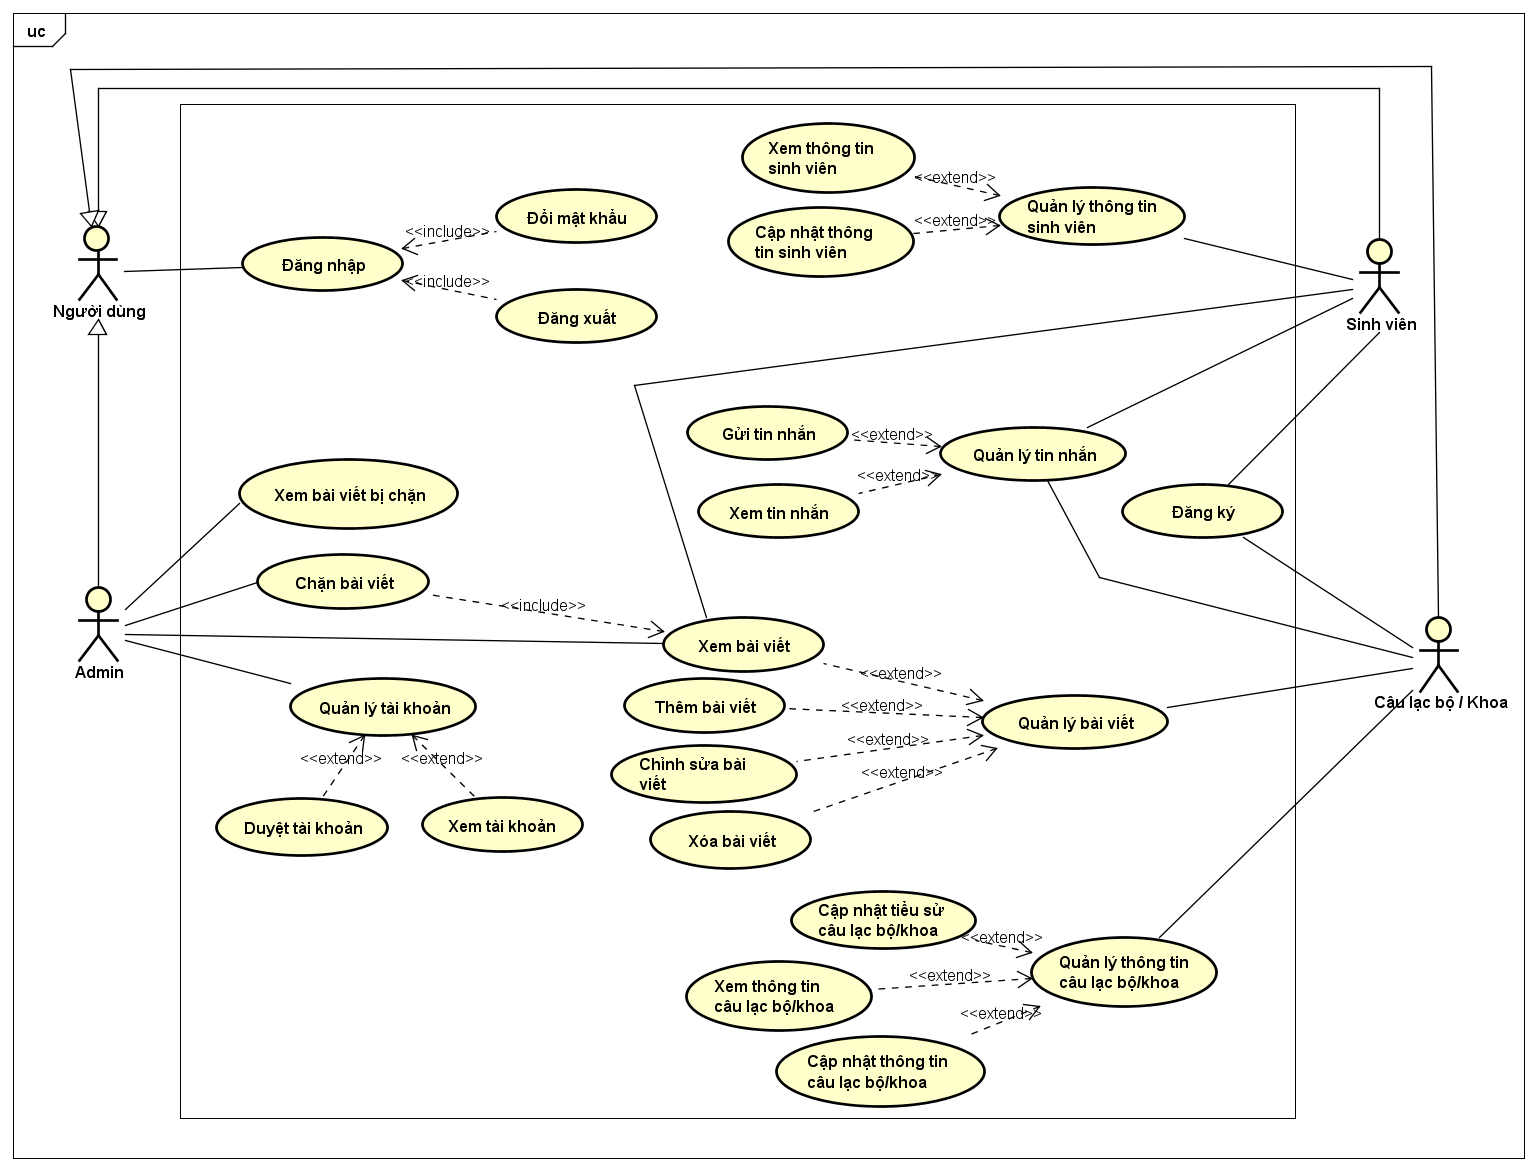 uc
Xem thông tin
sinh viên
<<extend>>
Quản lý thông tin
sinh viên
Cập nhật thông
tin sinh viên
<<extend>>
Đổi mật khẩu
<<include>>
Đăng nhập
<<include>>
Đăng xuất
Người dùng
Sinh viên
Gửi tin nhắn
<<extend>>
Quản lý tin nhắn
<<extend>>
Xem tin nhắn
Đăng ký
Xem bài viết bị chặn
Chặn bài viết
<<include>>
Xem bài viết
Admin
<<extend>>
Câu lạc bộ / Khoa
Quản lý tài khoản
Thêm bài viết
<<extend>>
Quản lý bài viết
<<extend>>
<<extend>>
<<extend>>
Chỉnh sửa bài
viết
<<extend>>
Duyệt tài khoản
Xem tài khoản
Xóa bài viết
Cập nhật tiểu sử
câu lạc bộ/khoa
<<extend>>
Quản lý thông tin
câu lạc bộ/khoa
<<extend>>
Xem thông tin
câu lạc bộ/khoa
<<extend>>
Cập nhật thông tin
câu lạc bộ/khoa